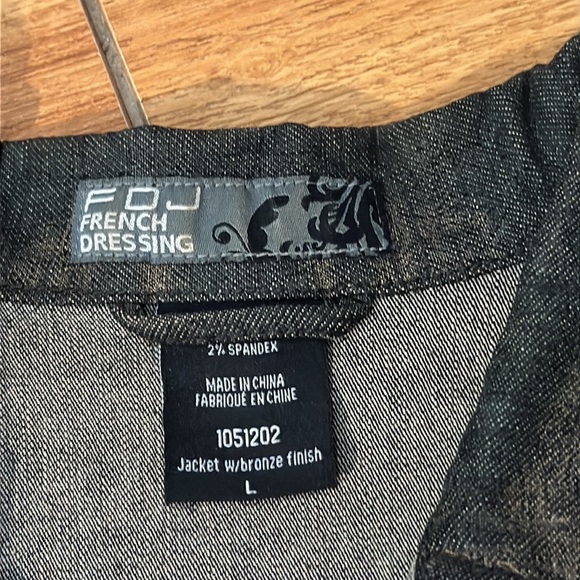 FDJ
FRENCH
DRESSING
2% SPANDEX
MADE IN CHINA
FABRIQUÉ EN CHINE
1051202
Jacket w/bronze finish
L